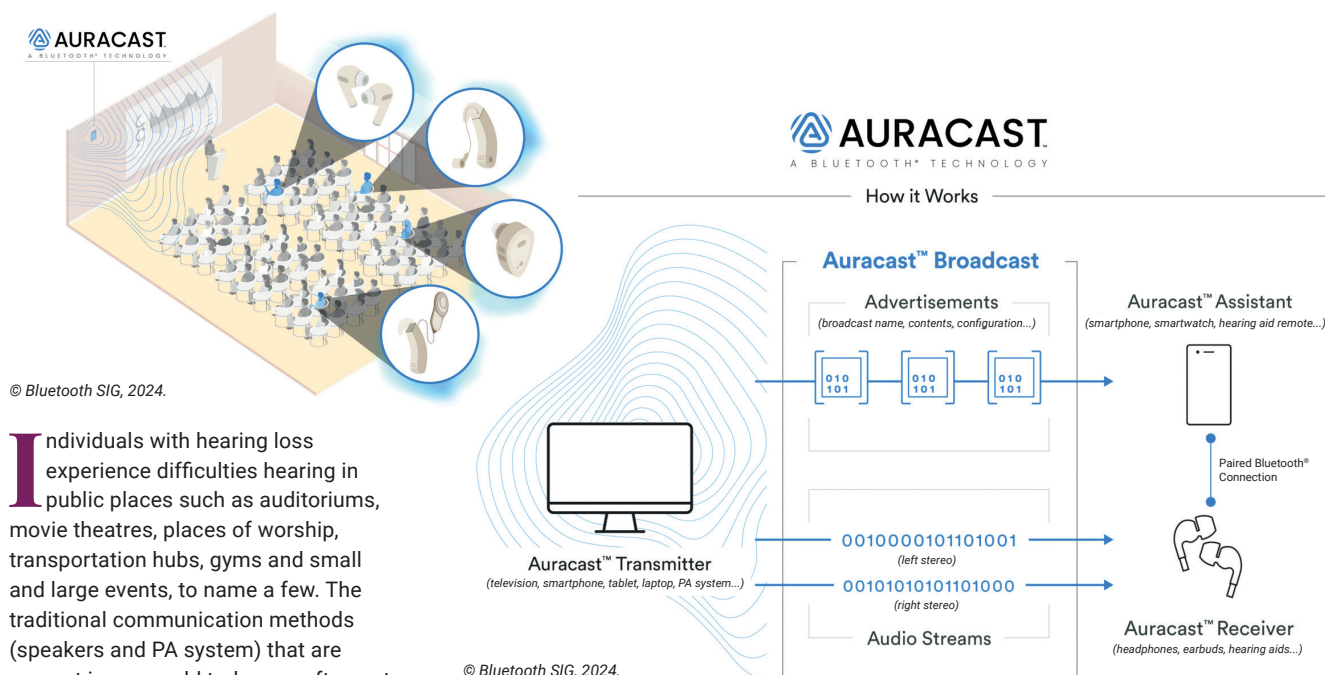 AURACAST
A BLUETOOTH® TECHNOLOGY
© Bluetooth SIG, 2024.
Individuals with hearing loss
experience difficulties hearing in
public places such as auditoriums,
movie theatres, places of worship,
transportation hubs, gyms and small
and large events, to name a few. The
traditional communication methods
(speakers and PA system) that are
AURACAST™
A BLUETOOTH® TECHNOLOGY
How it Works
Auracast™ Broadcast
Advertisements
(broadcast name, contents, configuration...)
010
101
010
101
010
101
Auracast™ Assistant
(smartphone, smartwatch, hearing aid remote...)
Paired Bluetooth®
Connection
Auracast™ Transmitter
(television, smartphone, tablet, laptop, PA system...)
0010000101101001
(left stereo)
00101010101101000
(right stereo)
Audio Streams
Auracast™ Receiver
(headphones, earbuds, hearing aids...)
© Bluetooth SIG, 2024.